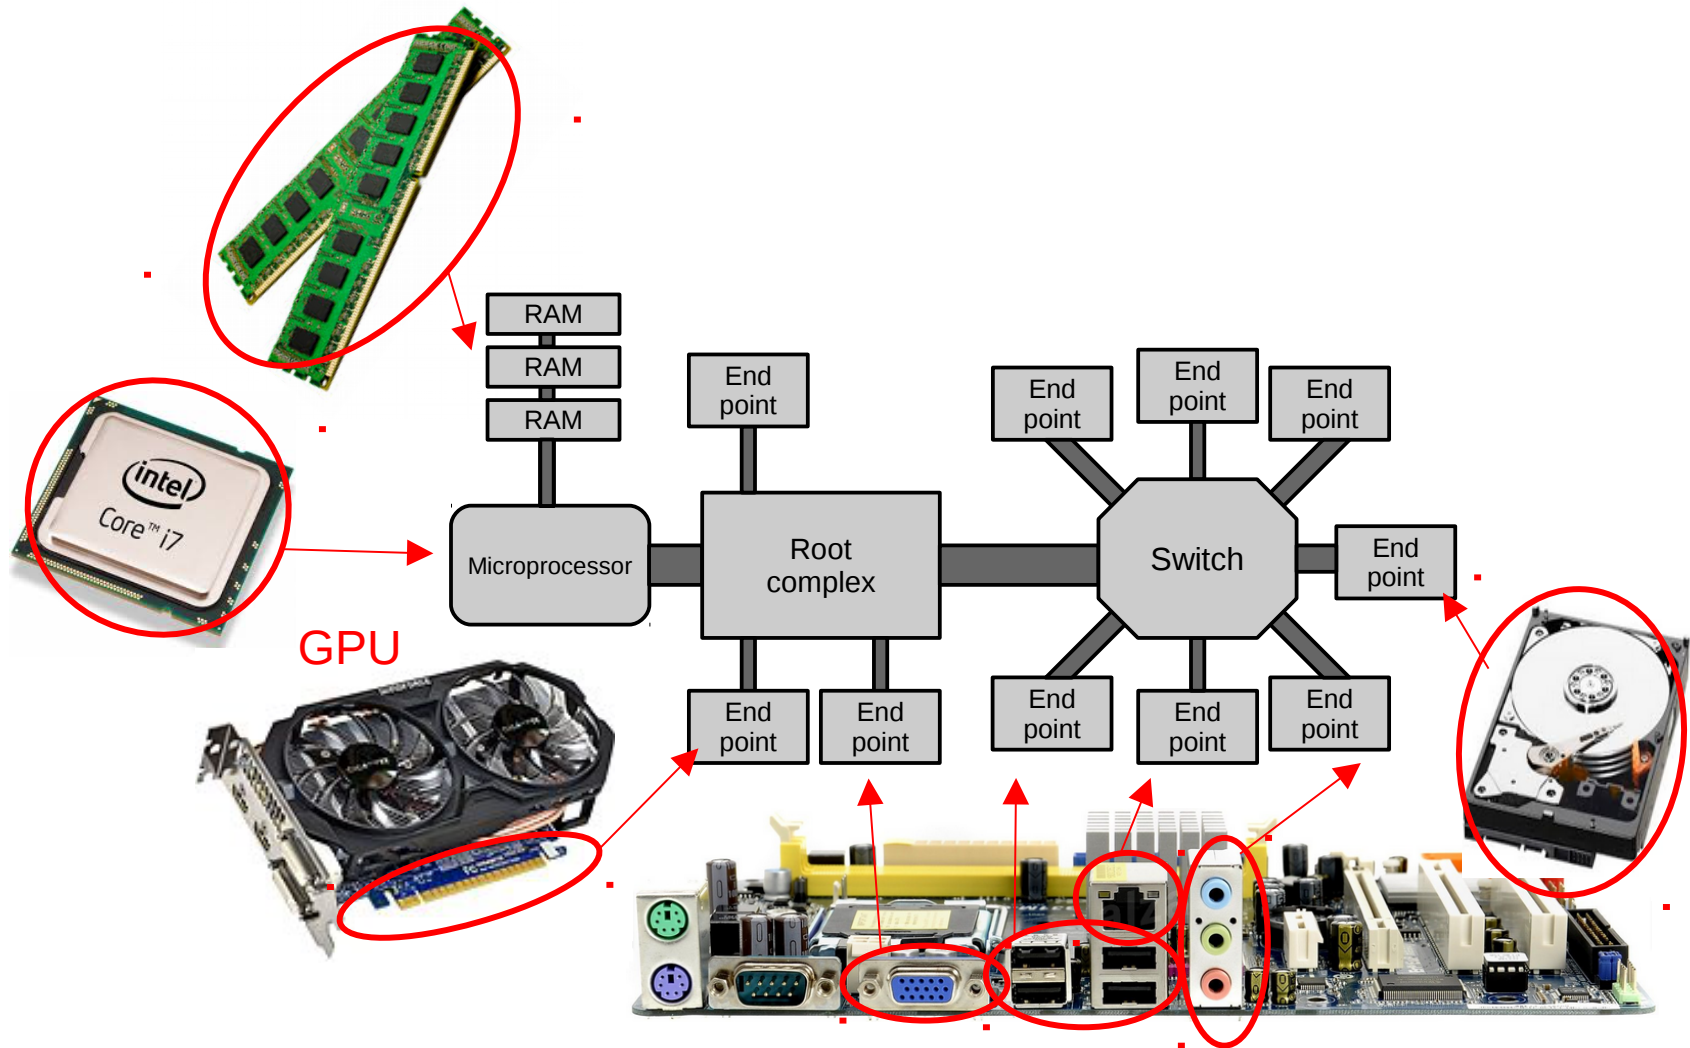 RAM
RAM
RAM
End
point
End
point
End
point
End
point
intel
Core™ i7
Microprocessor
Root
complex
Switch
End
point
GPU
End
point
End
point
End
point
End
point
End
point